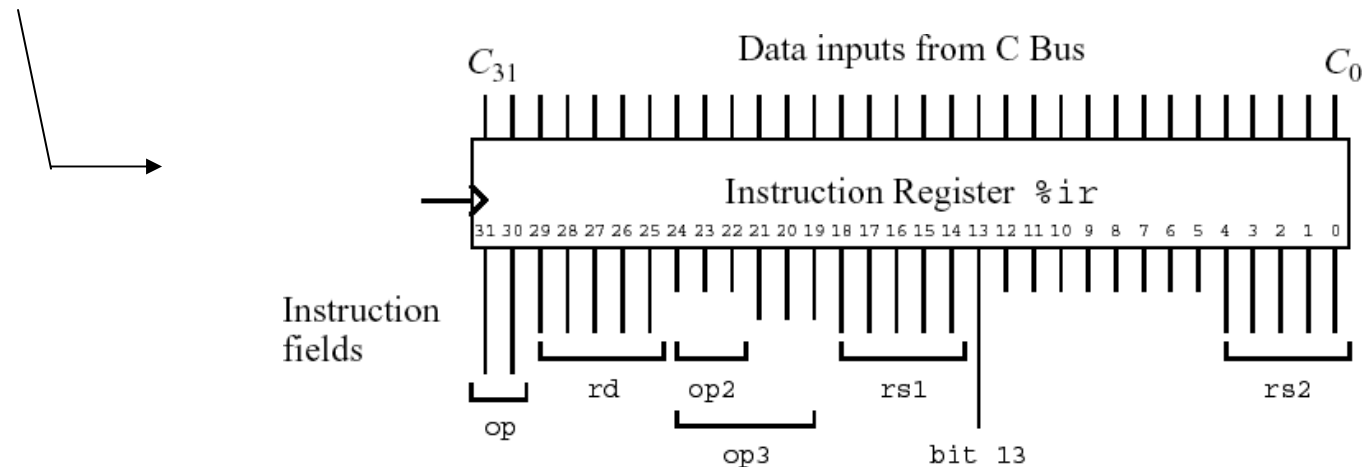 Data inputs from C Bus
C31 C0
Instruction Register %ir
31 30 29 28 27 26 25 24 23 22 21 20 19 18 17 16 15 14 13 12 11 10 9 8 7 6 5 4 3 2 1 0
Instruction
fields
rd op2 rs1 rs2
op
op3 bit 13